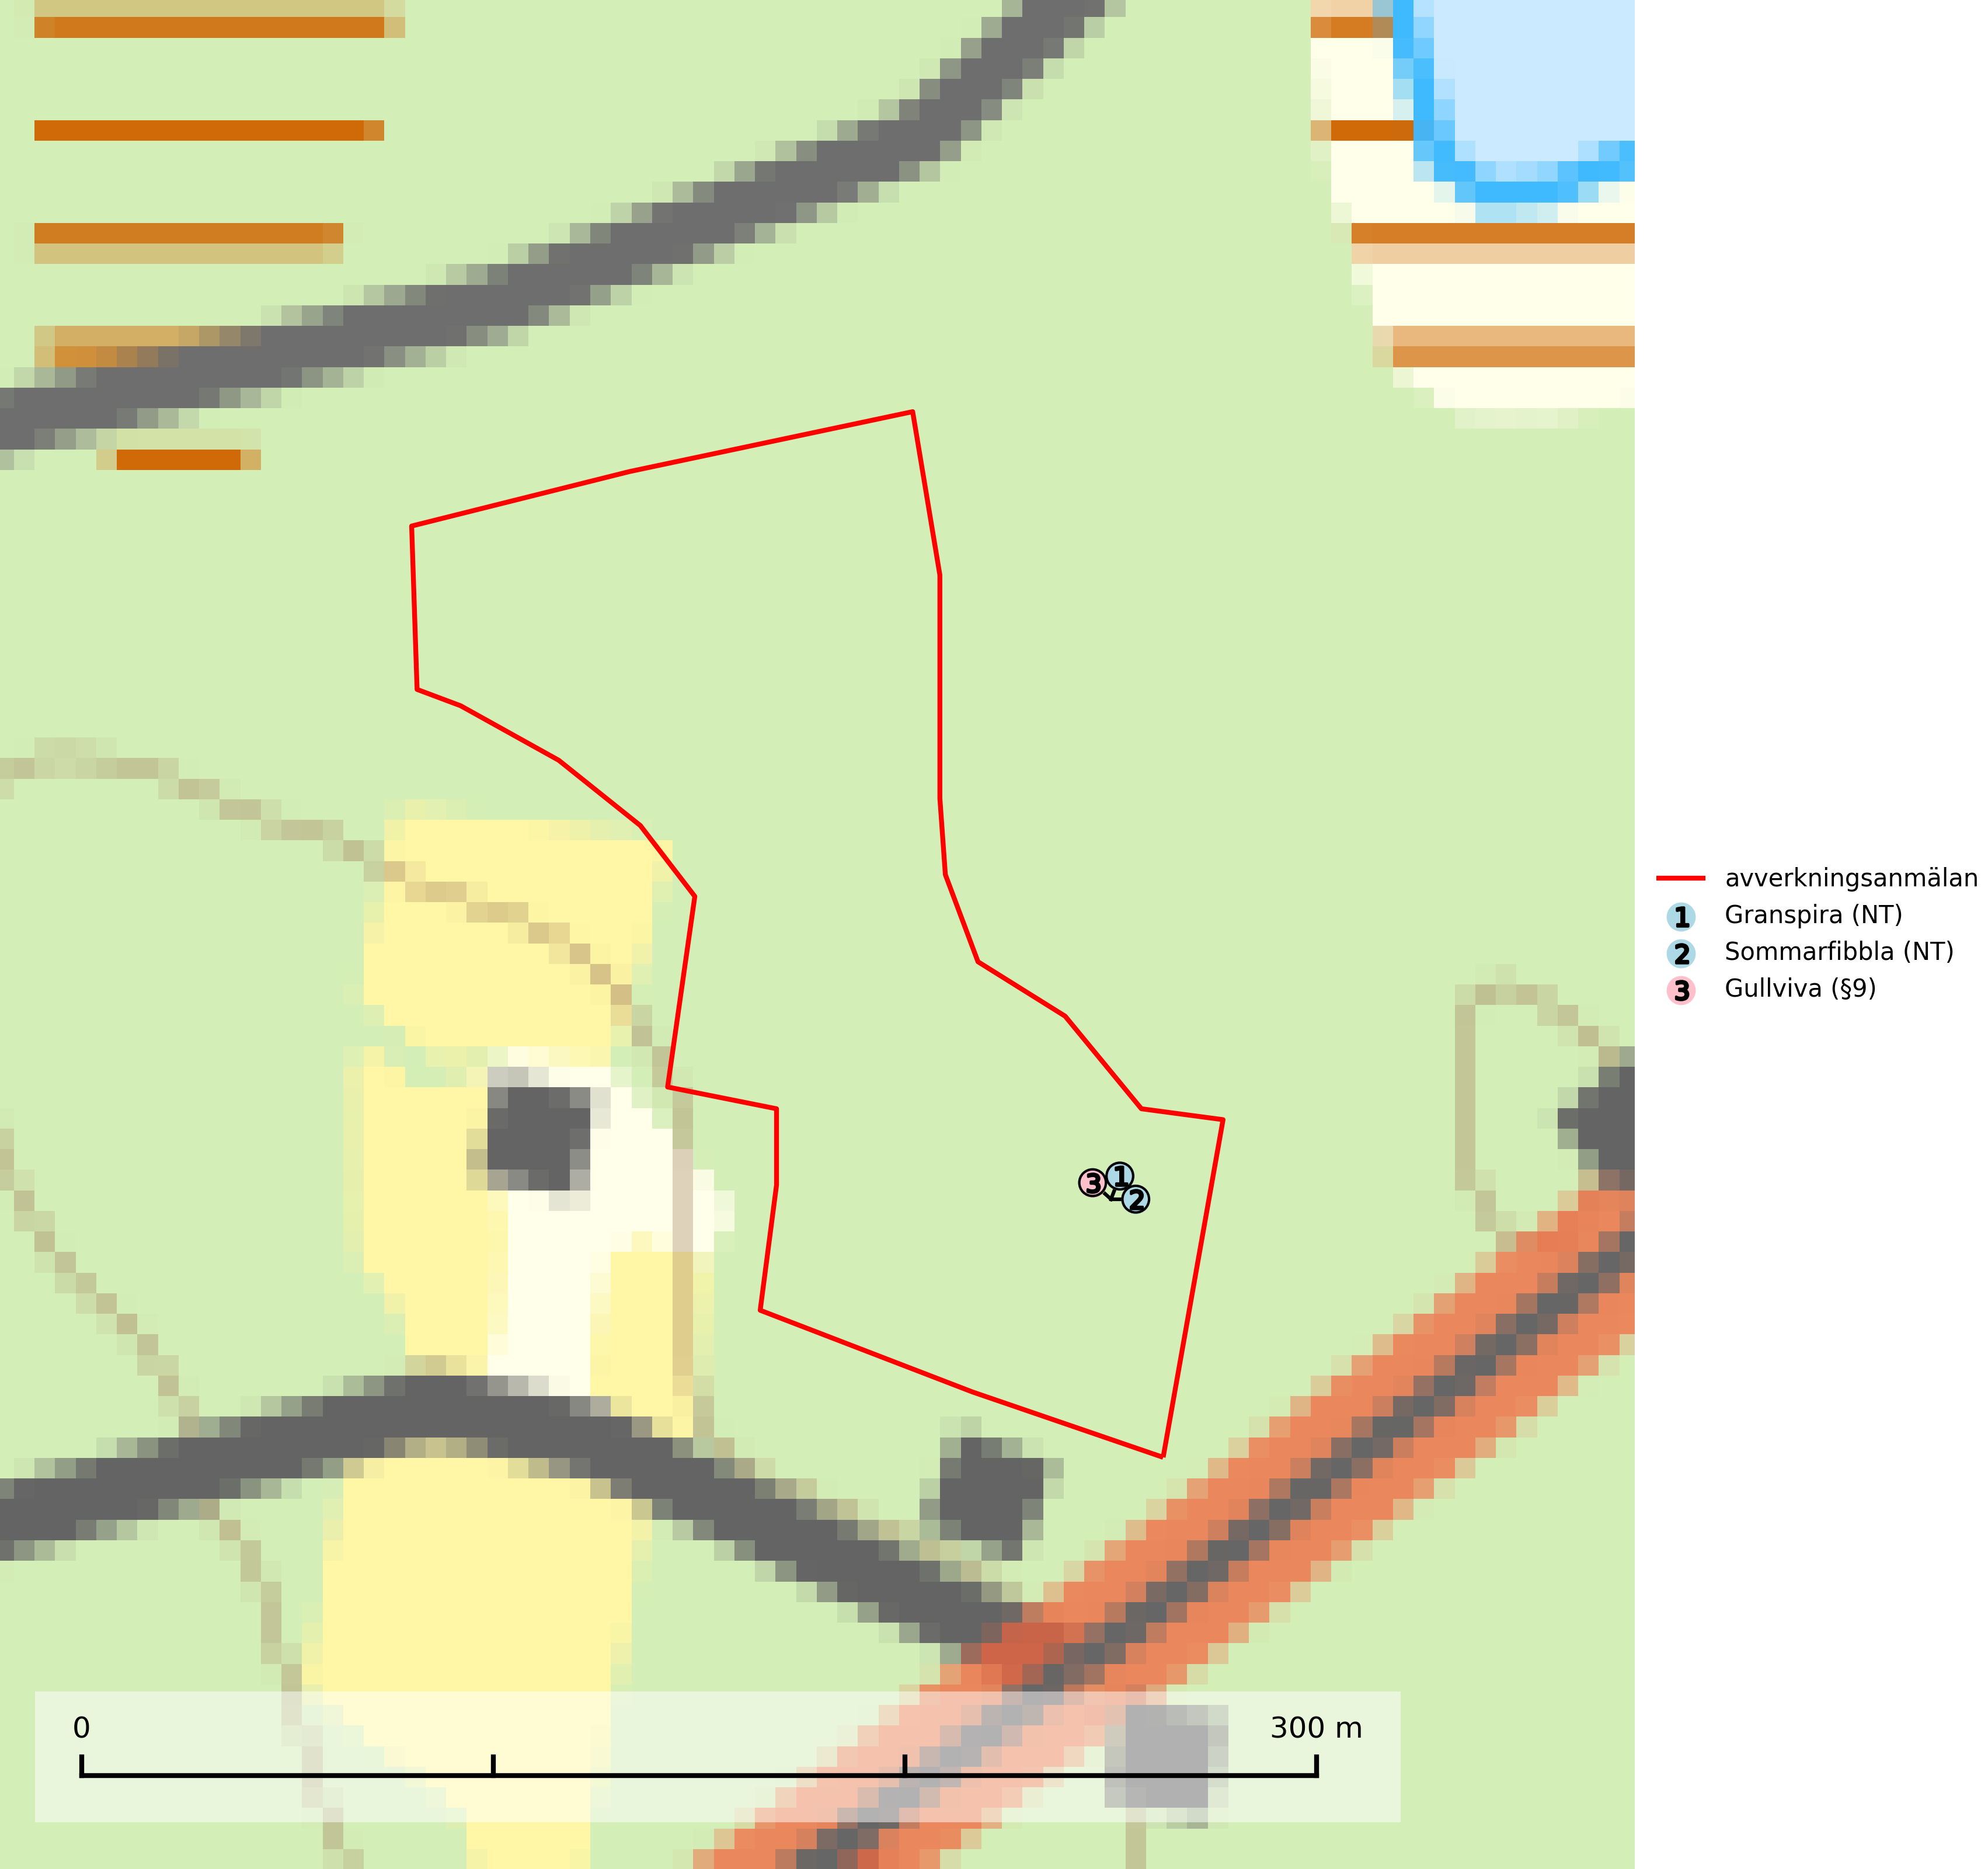 avverkningsanmälan
1 Granspira (NT)
2 Sommarfibbla (NT)
3 Gullviva (§9)
1
3
2
0 300 m